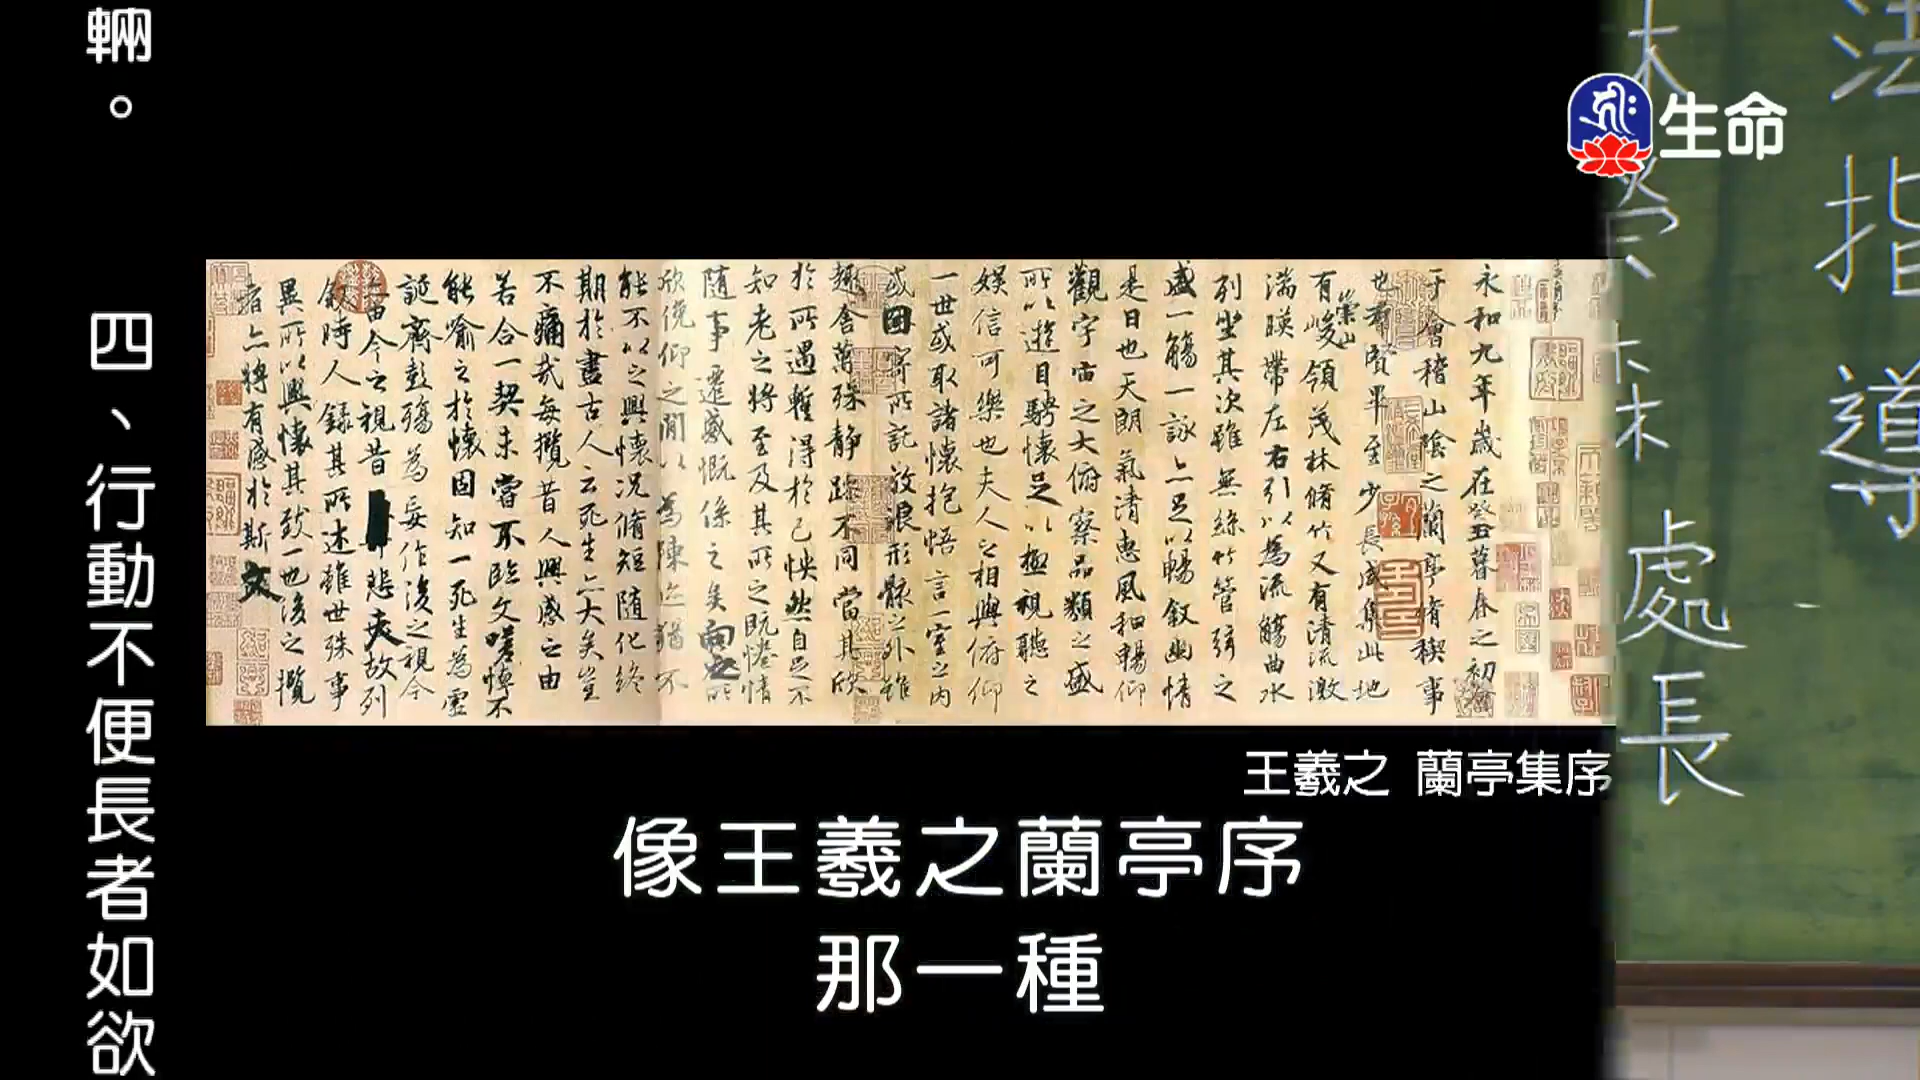 輛。
四、行動不便長者如欲
生命
法指導
處長
永和九年歲在癸丑暮春之初會
于會稽山陰之蘭亭脩稧事
也群賢畢至少長咸集此地
有崇山峻領茂林脩竹又有清流激
湍暎帶左右引以為流觴曲水
列坐其次雖無絲竹管弦之
盛一觴一詠亦足以暢敘幽情
是日也天朗氣清惠風和暢仰
觀宇宙之大俯察品類之盛
所以遊目騁懷足以極視聽之
娛信可樂也夫人之相與俯仰
一世或取諸懷抱悟言一室之內
或因寄所託放浪形骸之外雖
趣舍萬殊靜躁不同當其欣
於所遇暫得於己怏然自足不
知老之將至及其所之既惓情
隨事遷感慨係之矣向之所
欣俛仰之閒以為陳迹猶不
能不以之興懷況脩短隨化終
期於盡古人云死生亦大矣豈
不痛哉每攬昔人興感之由
若合一契未嘗不臨文嗟悼不
能喻之於懷固知一死生為虛
誕齊彭殤為妄作後之視今
亦由今之視昔悲夫故列
敘時人錄其所述雖世殊事
異所以興懷其致一也後之攬
者亦將有感於斯文
王羲之 蘭亭集序
像王羲之蘭亭序
那一種